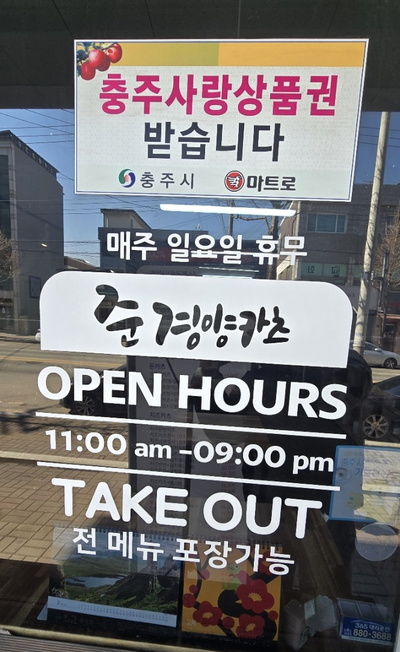 충주사랑상품권
받습니다
충주시 마트로
매주 일요일 휴무
준 경양카츠
OPEN HOURS
11:00 am -09:00 pm
TAKE OUT
전 메뉴 포장가능
880-3688